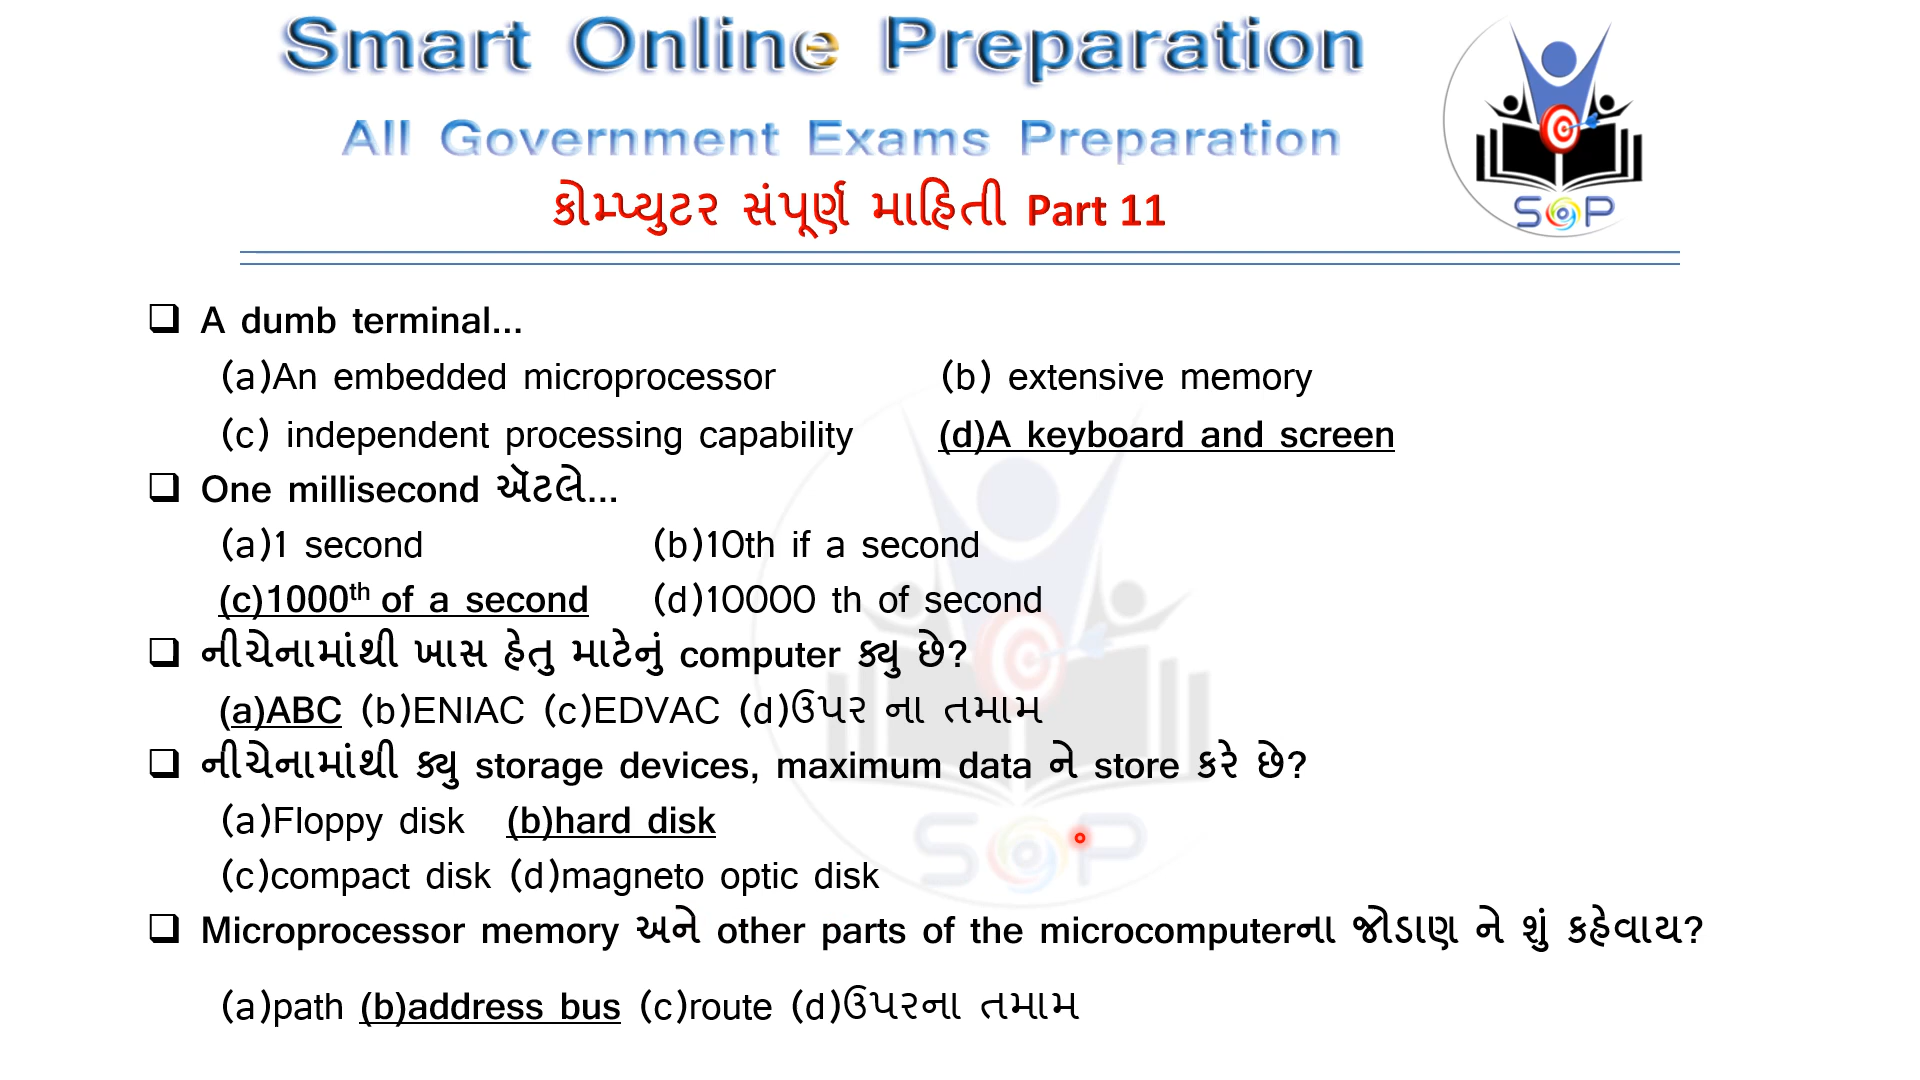 Smart Online Preparation
All Government Exams Preparation
કોમ્પ્યુટર સંપૂર્ણ માહિતી Part 11
SOP
A dumb terminal...
(a)An embedded microprocessor (b) extensive memory
(c) independent processing capability (d)A keyboard and screen
One millisecond ઍટલે...
(a)1 second (b)10th if a second
(c)1000th of a second (d)10000 th of second
નીચેનામાંથી ખાસ હેતુ માટેનું computer ક્યુ છે?
(a)ABC (b)ENIAC (c)EDVAC (d)ઉપર ના તમામ
નીચેનામાંથી ક્યુ storage devices, maximum data ને store કરે છે?
(a)Floppy disk (b)hard disk
(c)compact disk (d)magneto optic disk
SOP
Microprocessor memory અને other parts of the microcomputerના જોડાણ ને શું કહેવાય?
(a)path (b)address bus (c)route (d)ઉપરના તમામ